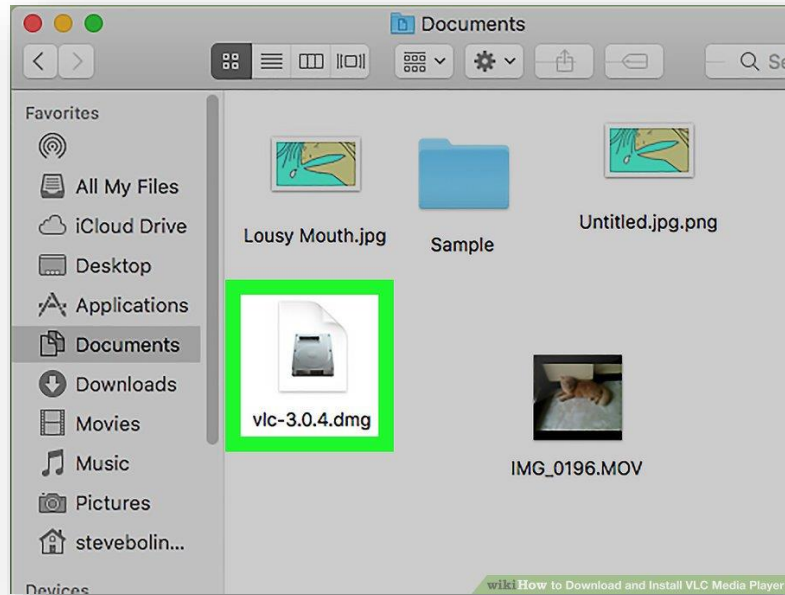 Documents
Se
Favorites
All My Files
iCloud Drive
Desktop
Applications
Documents
Downloads
Movies
Music
Pictures
stevebolin...
Devices
Lousy Mouth.jpg
Sample
Untitled.jpg.png
vlc-3.0.4.dmg
IMG_0196.MOV
wikiHow to Download and Install VLC Media Player